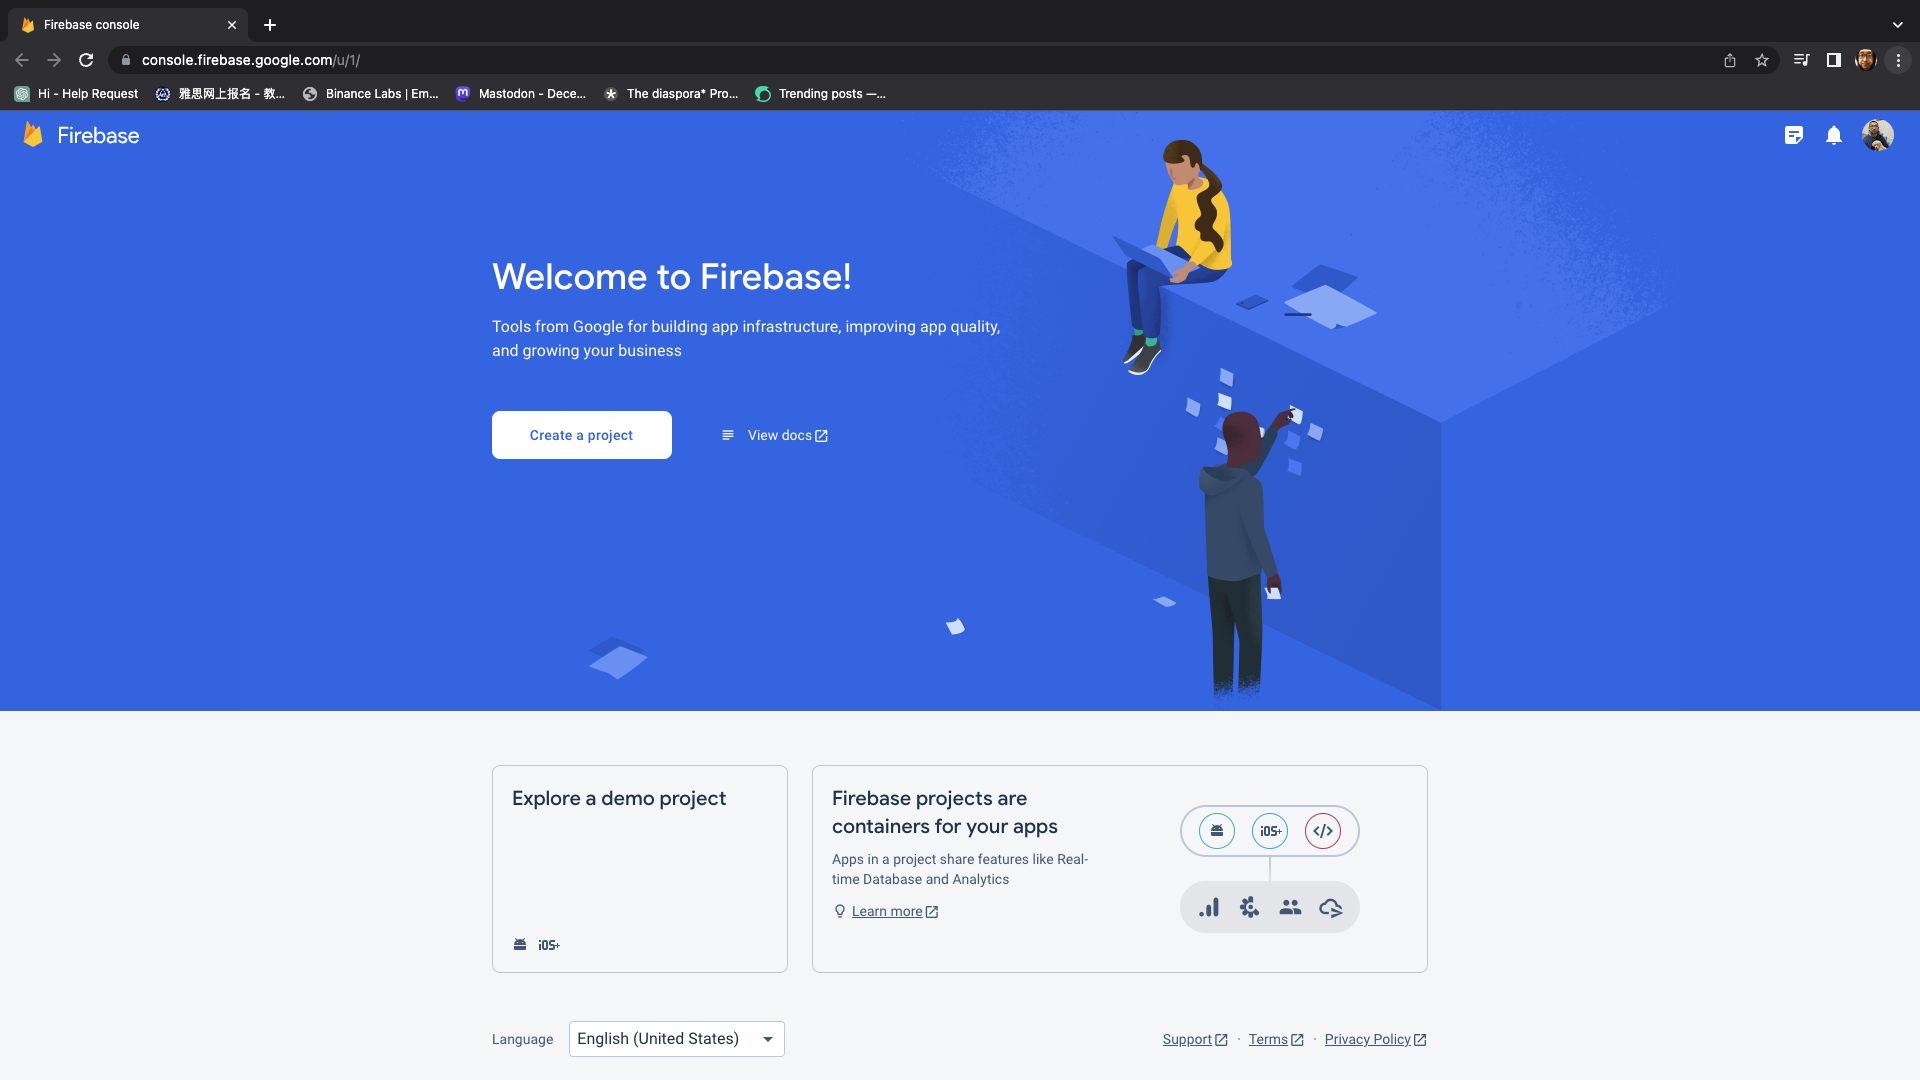 Firebase console
console.firebase.google.com/u/1/
Hi - Help Request
雅思网上报名 - 教...
Binance Labs | Em...
Mastodon - Dece...
The diaspora* Pro...
Trending posts —...
Firebase
Welcome to Firebase!
Tools from Google for building app infrastructure, improving app quality,
and growing your business
Create a project
View docs
Explore a demo project
iOS+
Firebase projects are
containers for your apps
Apps in a project share features like Real-
time Database and Analytics
Learn more
iOS+
Language
English (United States)
Support · Terms · Privacy Policy